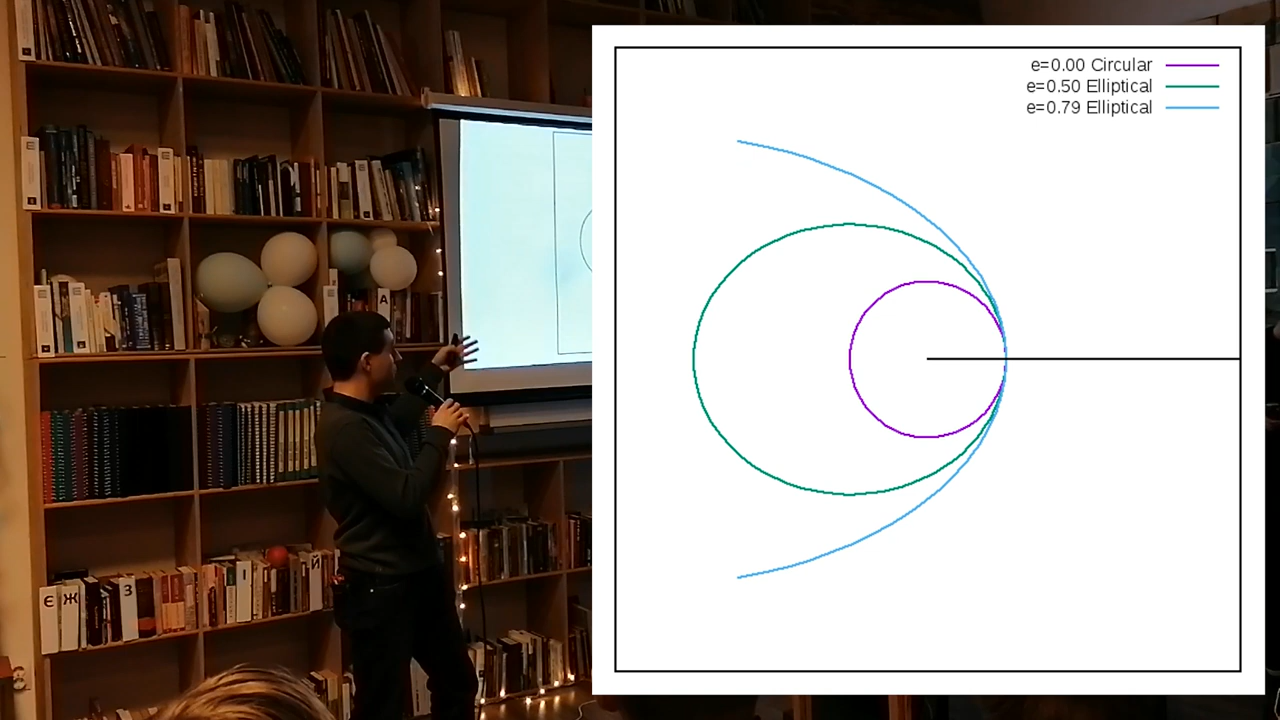 e=0.00 Circular
e=0.50 Elliptical
e=0.79 Elliptical
А
Є
Ж
З
І
Й